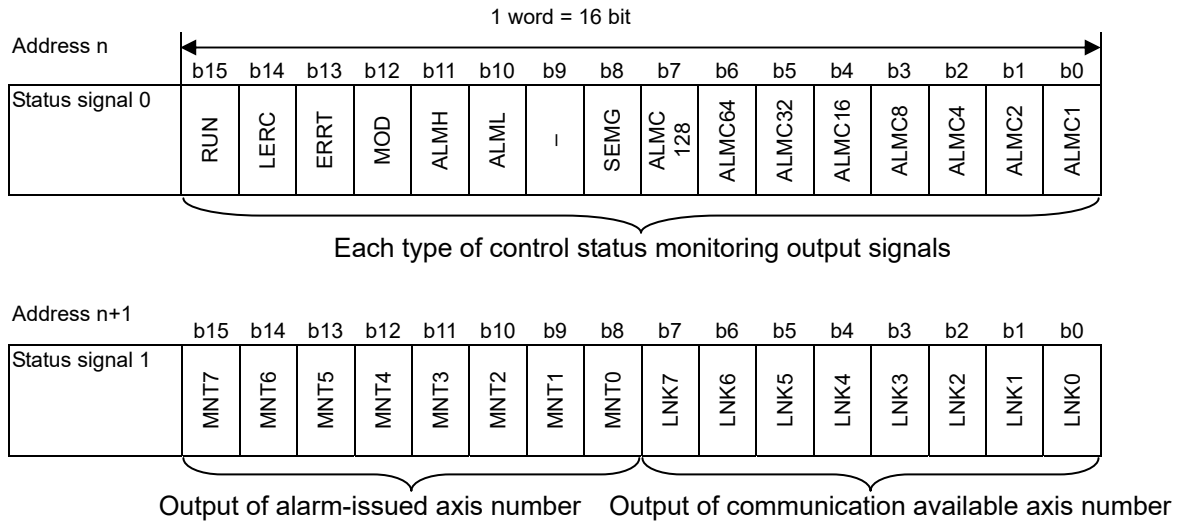 1 word = 16 bit
Address n
b15 b14 b13 b12 b11 b10 b9 b8 b7 b6 b5 b4 b3 b2 b1 b0
Status signal 0
RUN LERC ERRT MOD ALMH ALML – SEMG ALMC 128 ALMC64 ALMC32 ALMC16 ALMC8 ALMC4 ALMC2 ALMC1
Each type of control status monitoring output signals
Address n+1
b15 b14 b13 b12 b11 b10 b9 b8 b7 b6 b5 b4 b3 b2 b1 b0
Status signal 1
MNT7 MNT6 MNT5 MNT4 MNT3 MNT2 MNT1 MNT0 LNK7 LNK6 LNK5 LNK4 LNK3 LNK2 LNK1 LNK0
Output of alarm-issued axis number Output of communication available axis number